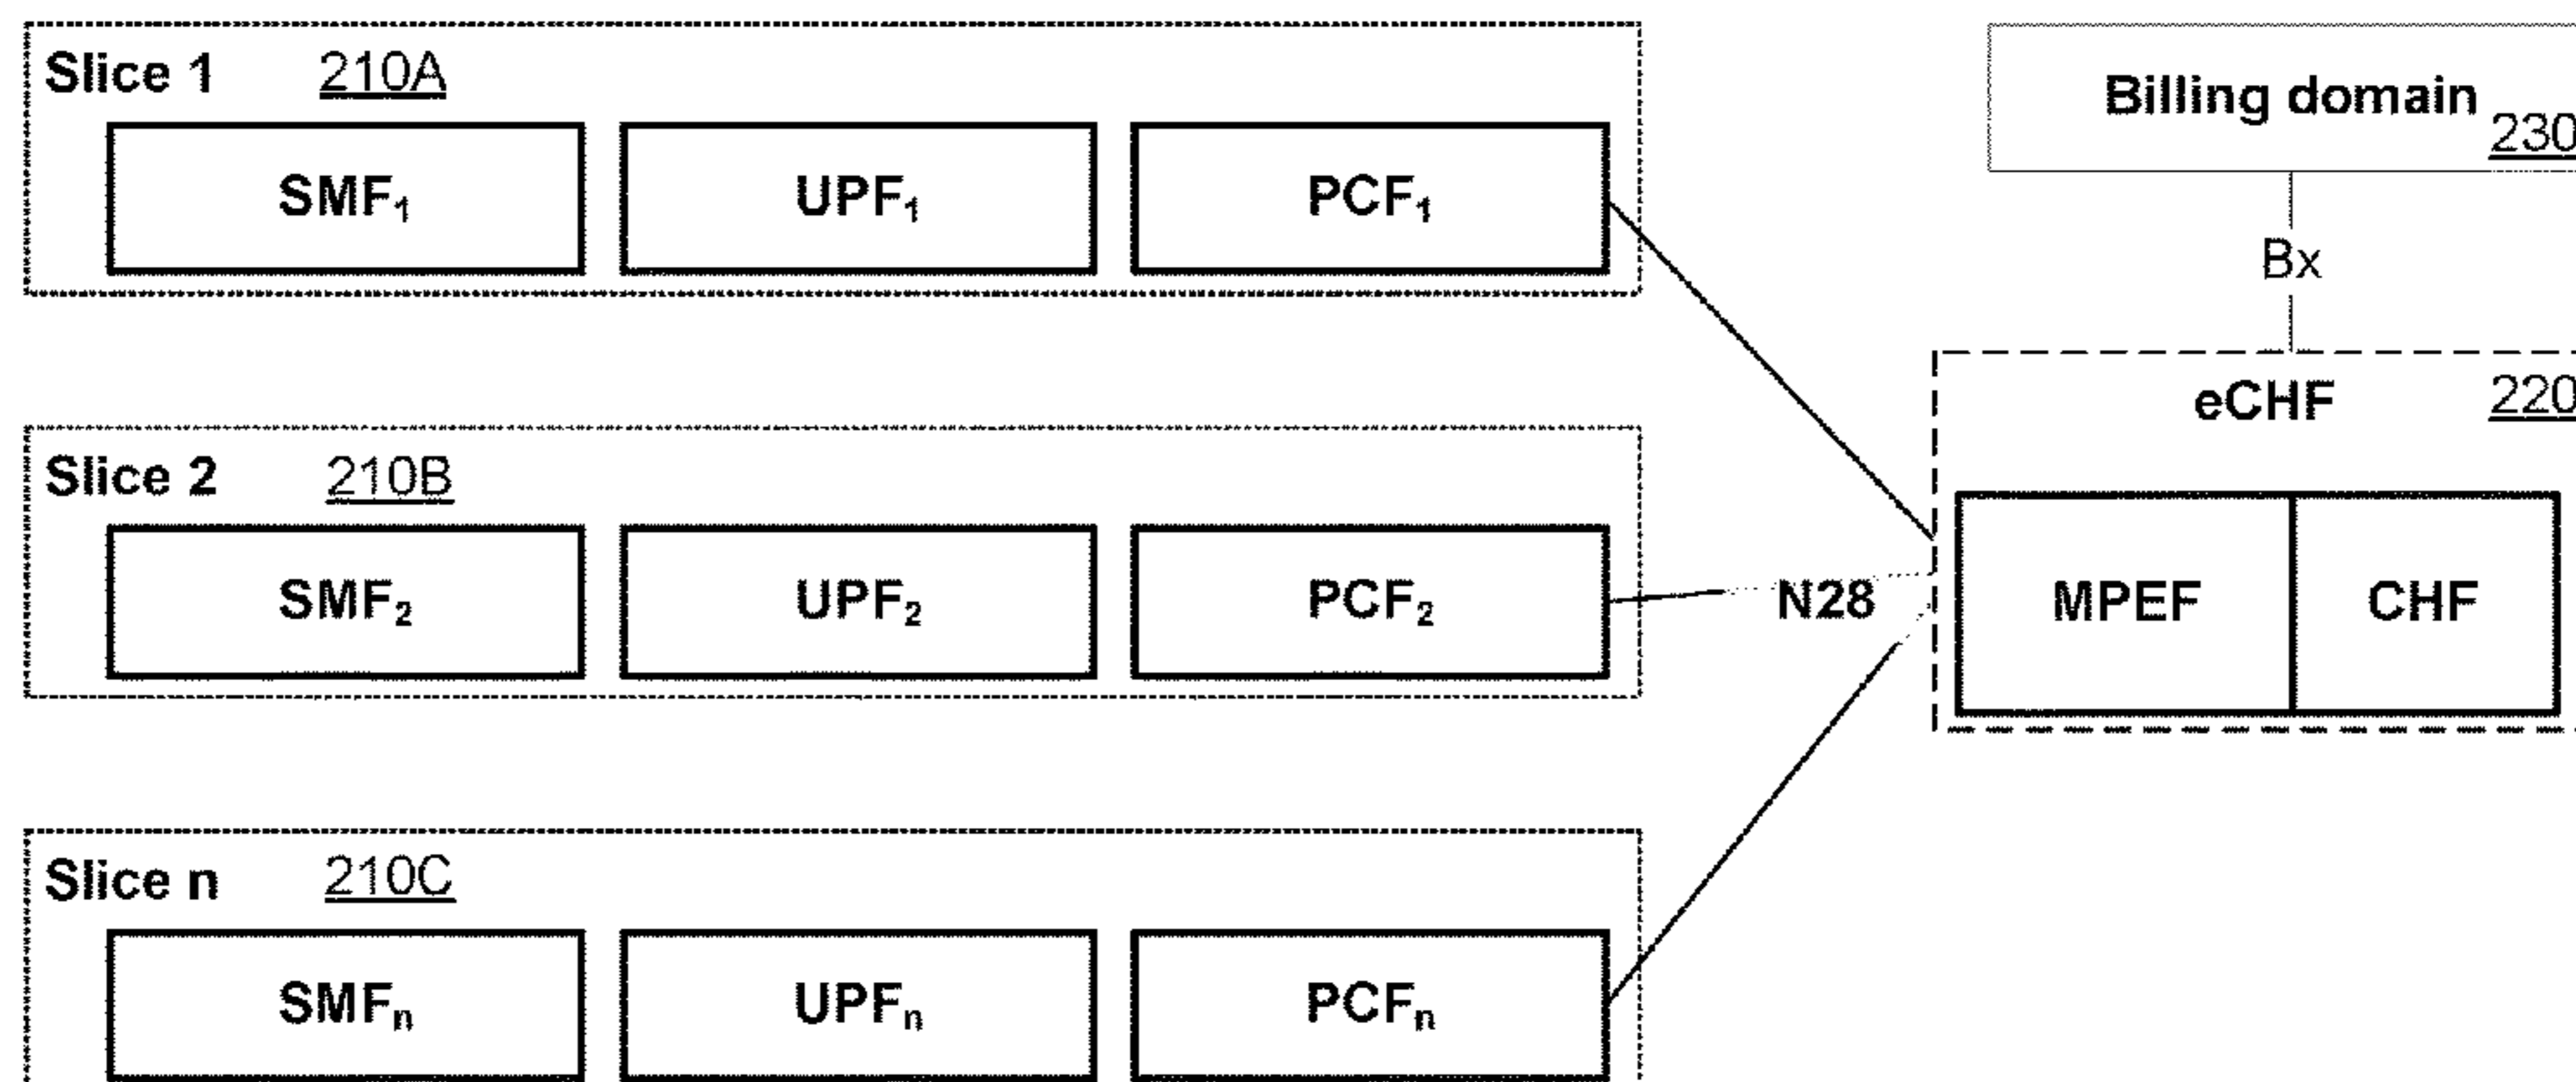 Slice 1 210A
SMF₁ UPF₁ PCF₁
Billing domain 230
Bx
eCHF 220
Slice 2 210B
SMF₂ UPF₂ PCF₂
N28
MPEF CHF
Slice n 210C
SMFₙ UPFₙ PCFₙ